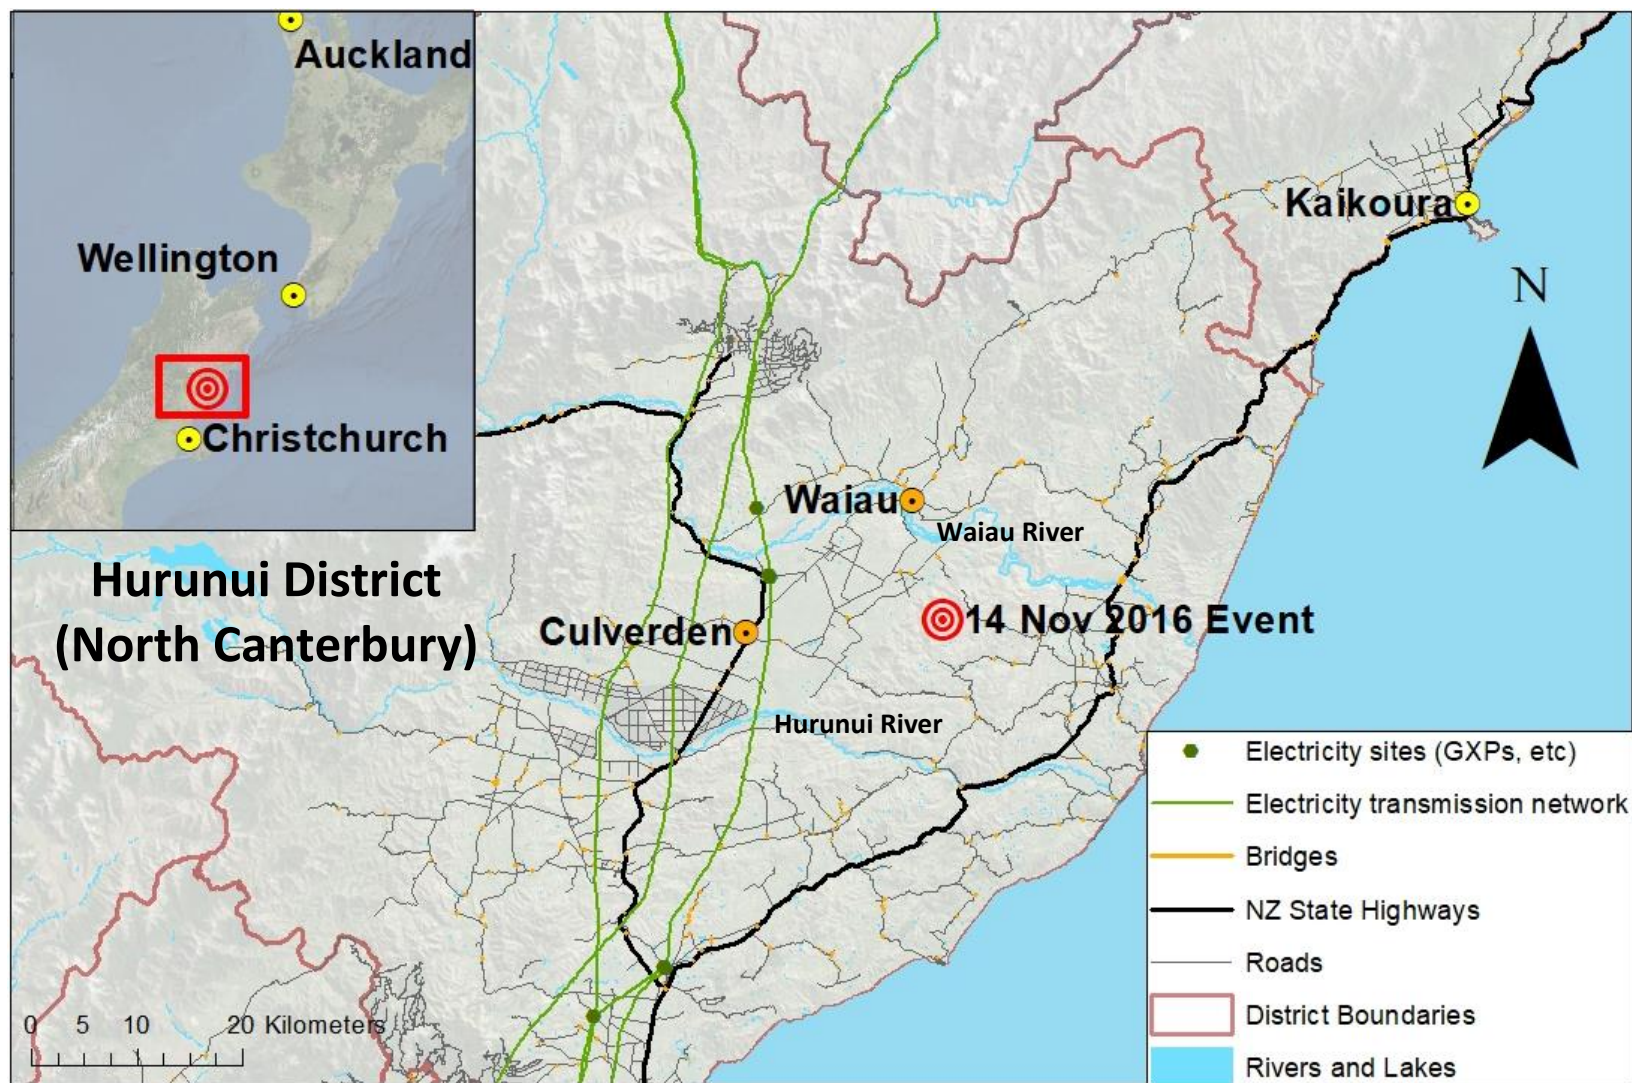 Auckland
Wellington
Christchurch
Kaikoura
N
Waiau
Waiau River
Hurunui District
(North Canterbury)
14 Nov 2016 Event
Culverden
Hurunui River
Electricity sites (GXPs, etc)
Electricity transmission network
Bridges
NZ State Highways
Roads
District Boundaries
Rivers and Lakes
0 5 10 20 Kilometers